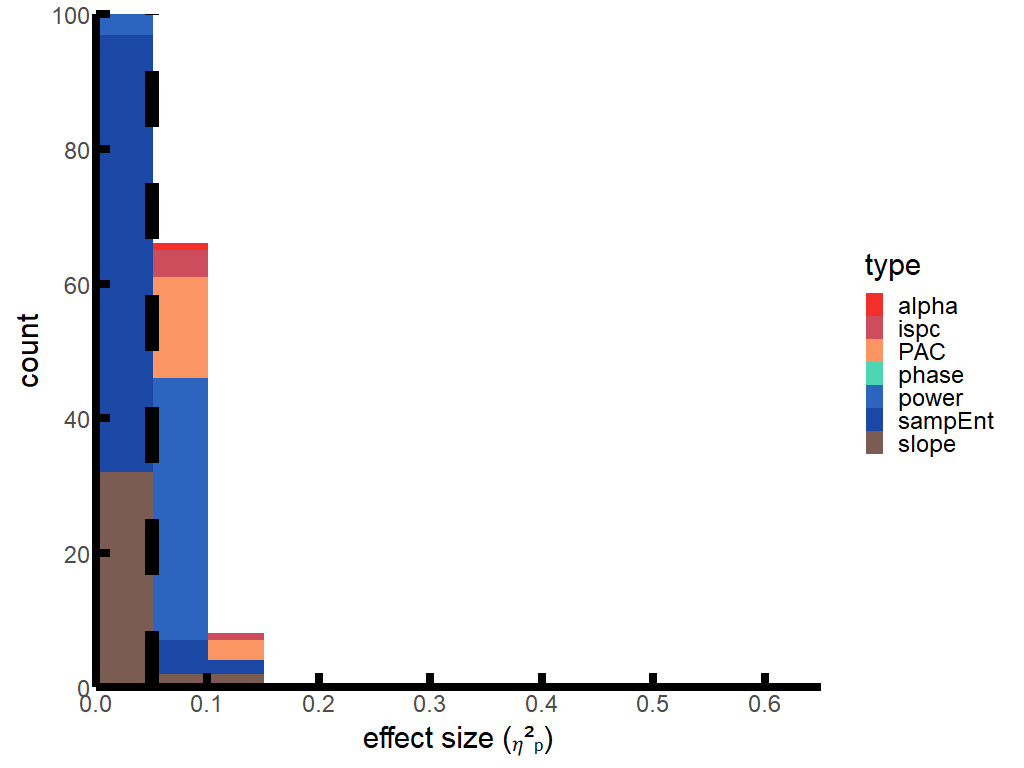 100
80
60
40
20
0
count
0.0 0.1 0.2 0.3 0.4 0.5 0.6
effect size (η²ₚ)
type
alpha
ispc
PAC
phase
power
sampEnt
slope